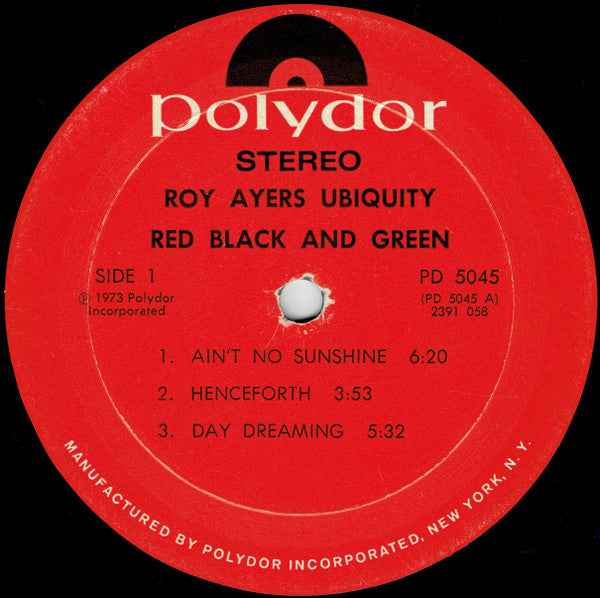 polydor
STEREO
ROY AYERS UBIQUITY
RED BLACK AND GREEN
SIDE 1
PD 5045
℗ 1973 Polydor
Incorporated
(PD 5045 A)
2391 058
1. AIN'T NO SUNSHINE 6:20
2. HENCEFORTH 3:53
3. DAY DREAMING 5:32
MANUFACTURED BY POLYDOR INCORPORATED, NEW YORK, N. Y.